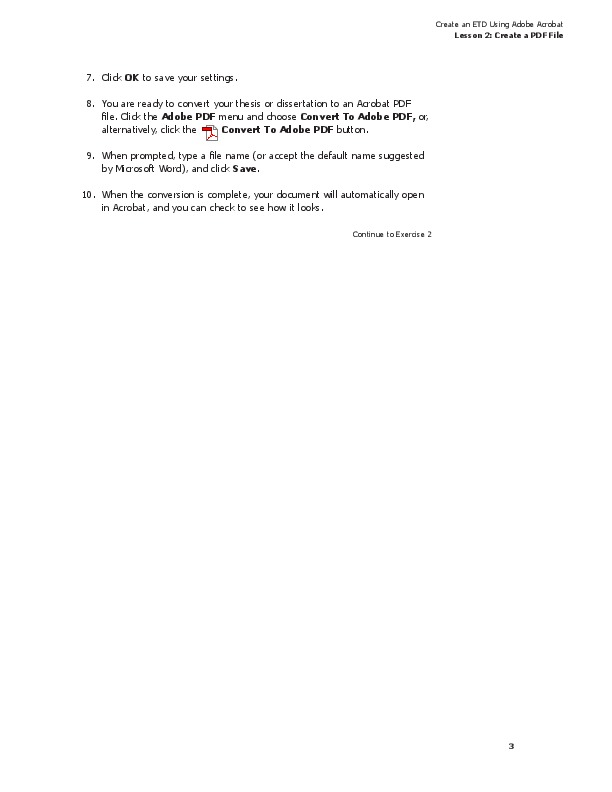 Create an ETD Using Adobe Acrobat
Lesson 2: Create a PDF File
7. Click OK to save your settings.
8. You are ready to convert your thesis or dissertation to an Acrobat PDF
file. Click the Adobe PDF menu and choose Convert To Adobe PDF, or,
alternatively, click the Convert To Adobe PDF button.
9. When prompted, type a file name (or accept the default name suggested
by Microsoft Word), and click Save.
10. When the conversion is complete, your document will automatically open
in Acrobat, and you can check to see how it looks.
Continue to Exercise 2
3